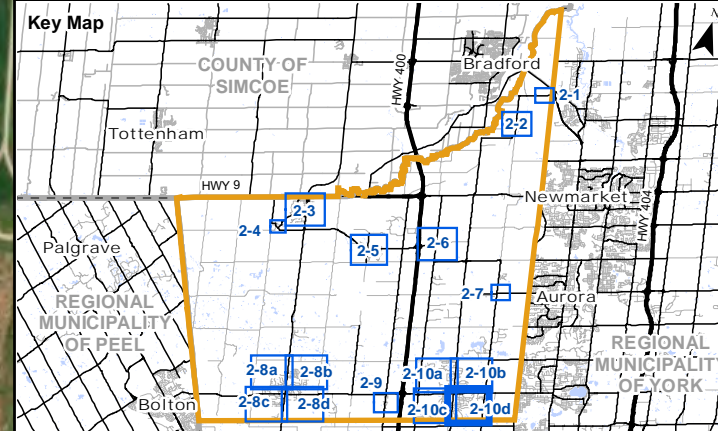 Key Map
N
COUNTY OF
SIMCOE
HWY 400
Bradford
2-1
2-2
Tottenham
HWY 9
Newmarket
HWY 404
2-3
2-4
2-5
2-6
Palgrave
2-7
Aurora
REGIONAL
MUNICIPALITY
OF PEEL
REGIONAL
MUNICIPALITY
OF YORK
2-8a
2-8b
2-10a
2-10b
2-9
Bolton
2-8c
2-8d
2-10c
2-10d